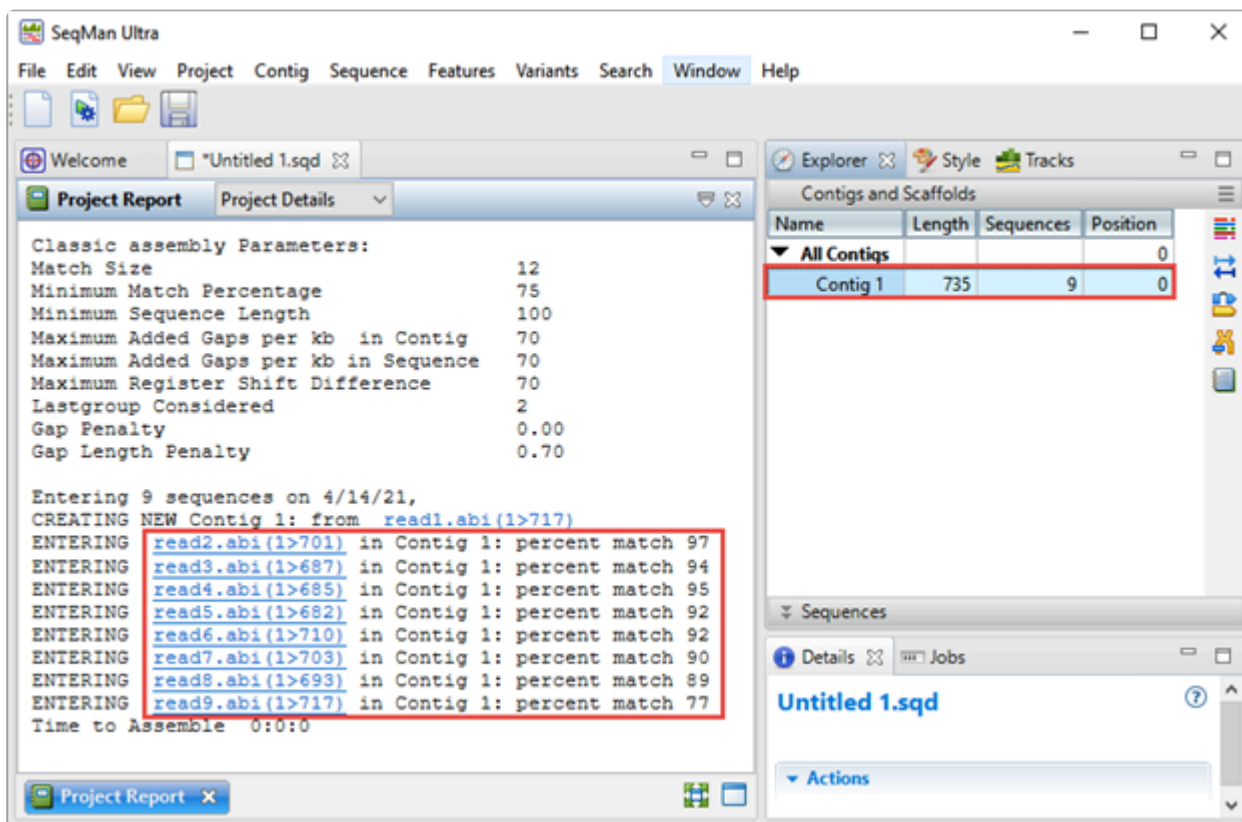 SeqMan Ultra
File Edit View Project Contig Sequence Features Variants Search Window Help
Welcome *Untitled 1.sqd
Project Report Project Details
Classic assembly Parameters:
Match Size 12
Minimum Match Percentage 75
Minimum Sequence Length 100
Maximum Added Gaps per kb in Contig 70
Maximum Added Gaps per kb in Sequence 70
Maximum Register Shift Difference 70
Lastgroup Considered 2
Gap Penalty 0.00
Gap Length Penalty 0.70
Entering 9 sequences on 4/14/21,
CREATING NEW Contig 1: from read1.abi(1>717)
ENTERING read2.abi(1>701) in Contig 1: percent match 97
ENTERING read3.abi(1>687) in Contig 1: percent match 94
ENTERING read4.abi(1>685) in Contig 1: percent match 95
ENTERING read5.abi(1>682) in Contig 1: percent match 92
ENTERING read6.abi(1>710) in Contig 1: percent match 92
ENTERING read7.abi(1>703) in Contig 1: percent match 90
ENTERING read8.abi(1>693) in Contig 1: percent match 89
ENTERING read9.abi(1>717) in Contig 1: percent match 77
Time to Assemble 0:0:0
Project Report
Explorer Style Tracks
Contigs and Scaffolds
Name Length Sequences Position
All Contigs 0
Contig 1 735 9 0
Sequences
Details Jobs
Untitled 1.sqd
Actions